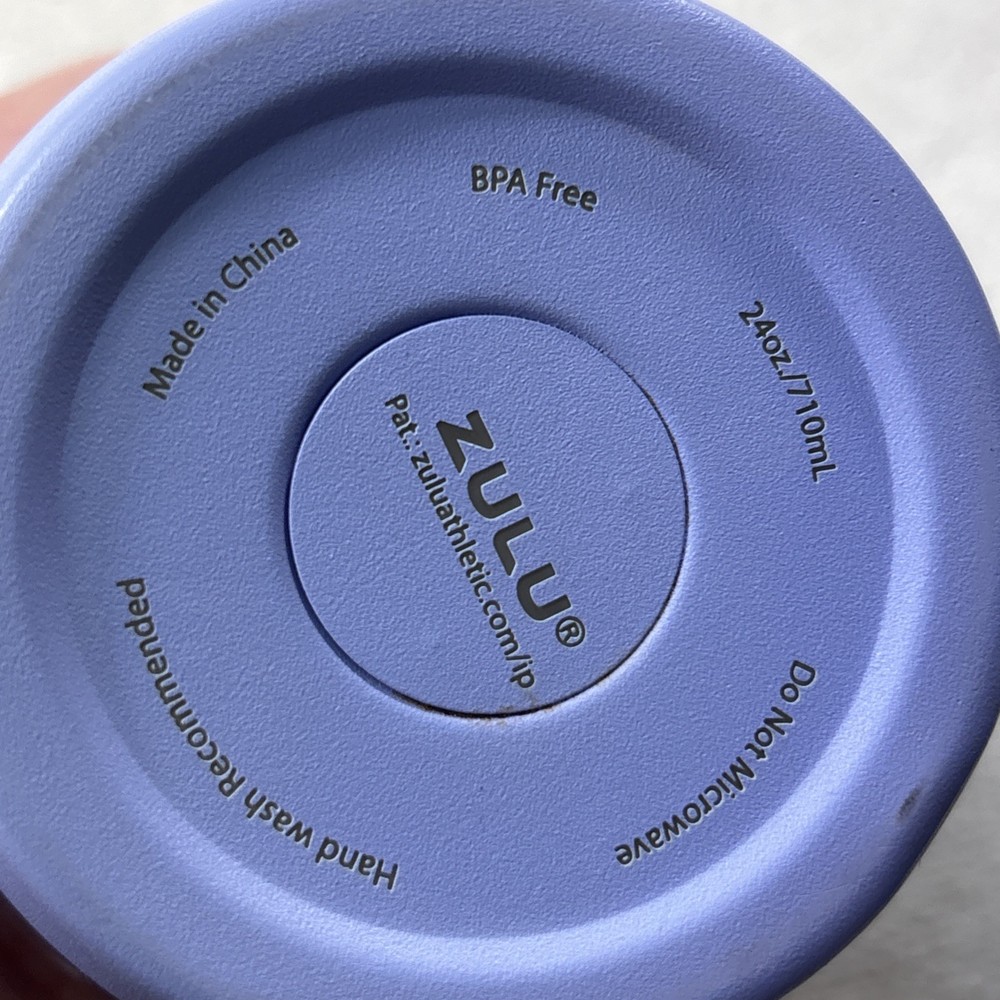 BPA Free
24oz./710mL
Do Not Microwave
Hand wash Recommended
Made in China
ZULU®
Pat.: zuluathletic.com/ip